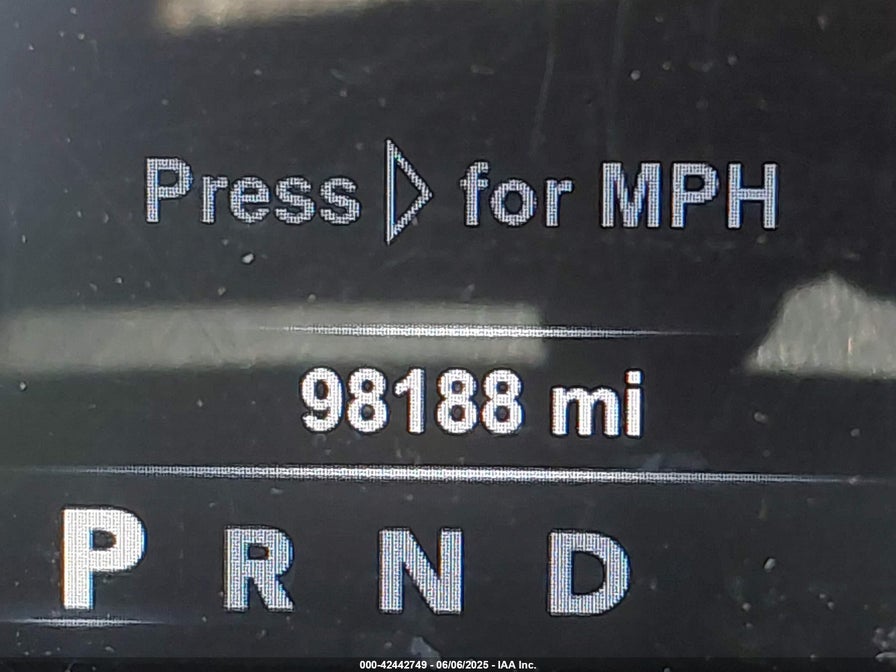 Press ▷ for MPH
98188 mi
P R N D
000-42442749 - 06/06/2025 - IAA Inc.